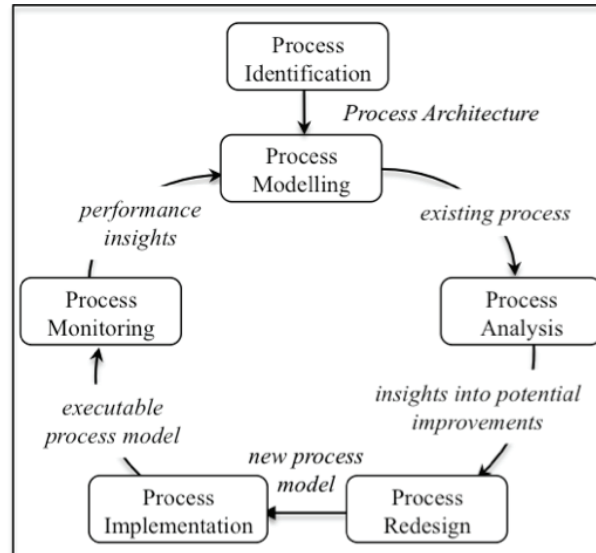 Process
Identification
Process Architecture
Process
Modelling
performance
insights
existing process
Process
Monitoring
Process
Analysis
executable
process model
insights into potential
improvements
new process
model
Process
Implementation
Process
Redesign